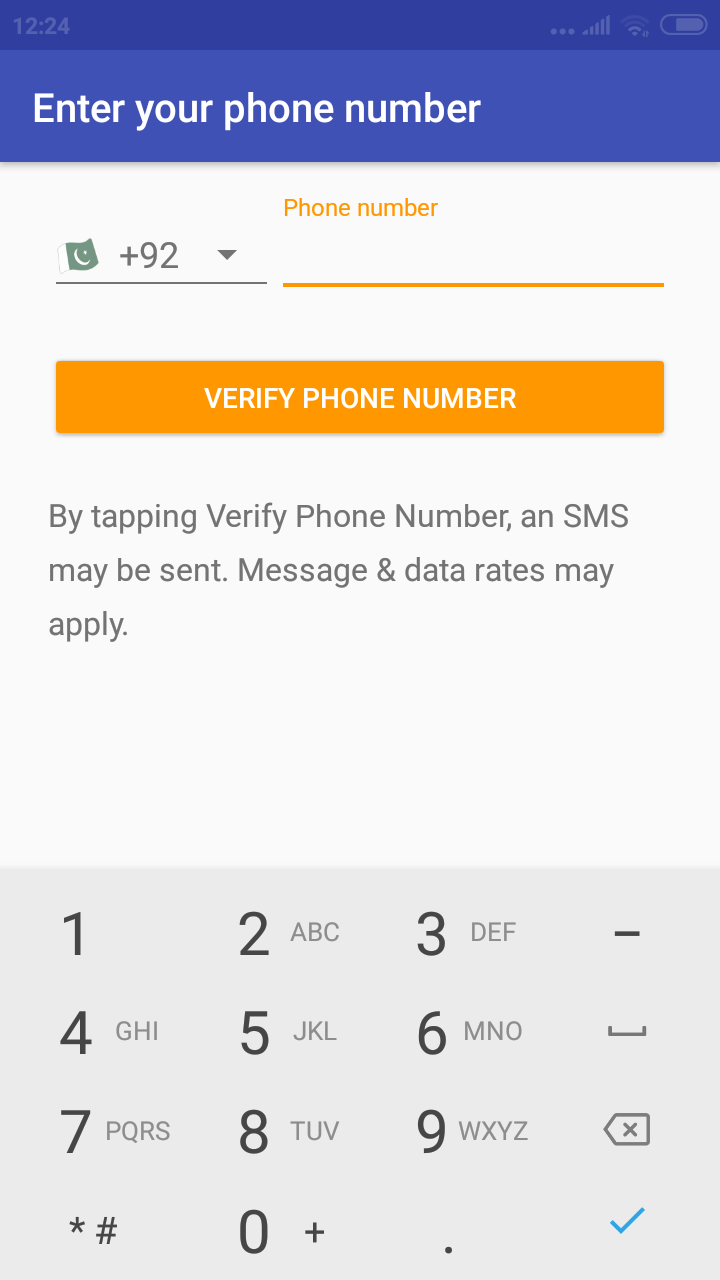 12:24
Enter your phone number
Phone number
+92
VERIFY PHONE NUMBER
By tapping Verify Phone Number, an SMS
may be sent. Message & data rates may
apply.
1 2 ABC 3 DEF –
4 GHI 5 JKL 6 MNO
7 PQRS 8 TUV 9 WXYZ
* # 0 + .